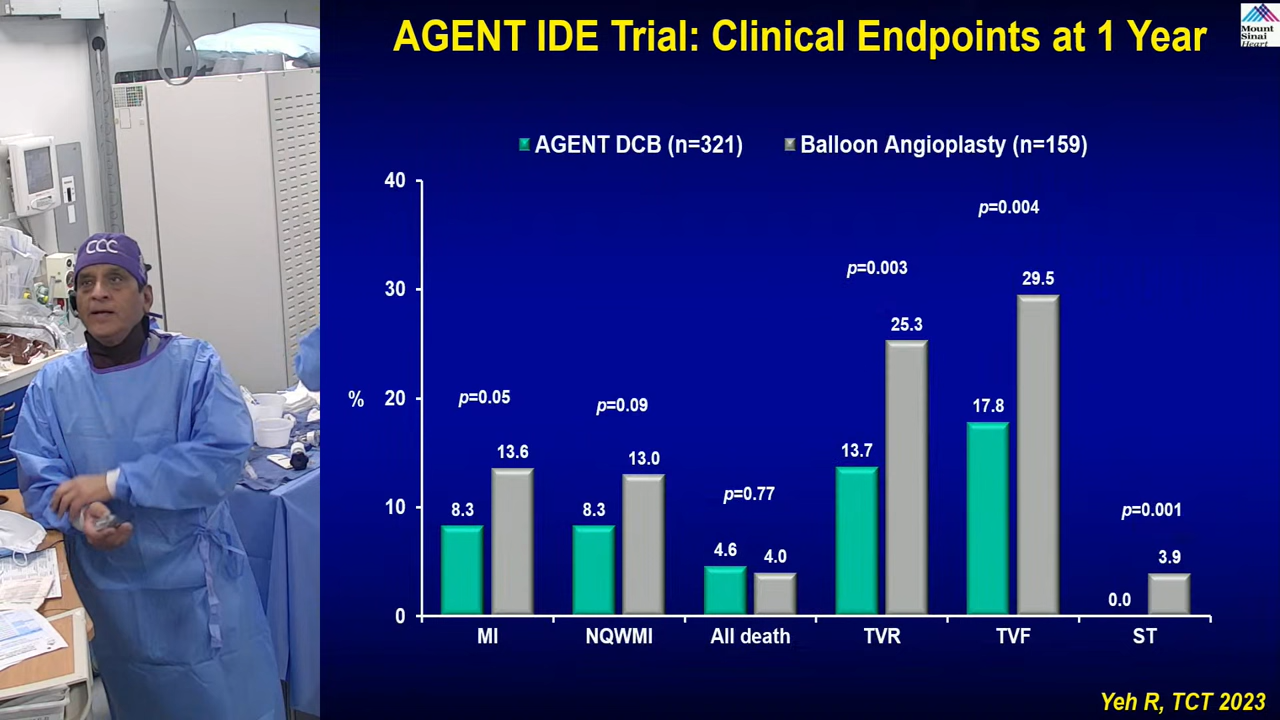 AGENT IDE Trial: Clinical Endpoints at 1 Year
Mount
Sinai
Heart
AGENT DCB (n=321)
Balloon Angioplasty (n=159)
40
30
%
20
10
0
p=0.05
8.3
13.6
MI
p=0.09
8.3
13.0
NQWMI
p=0.77
4.6
4.0
All death
p=0.003
13.7
25.3
TVR
p=0.004
17.8
29.5
TVF
p=0.001
0.0
3.9
ST
Yeh R, TCT 2023
CCC